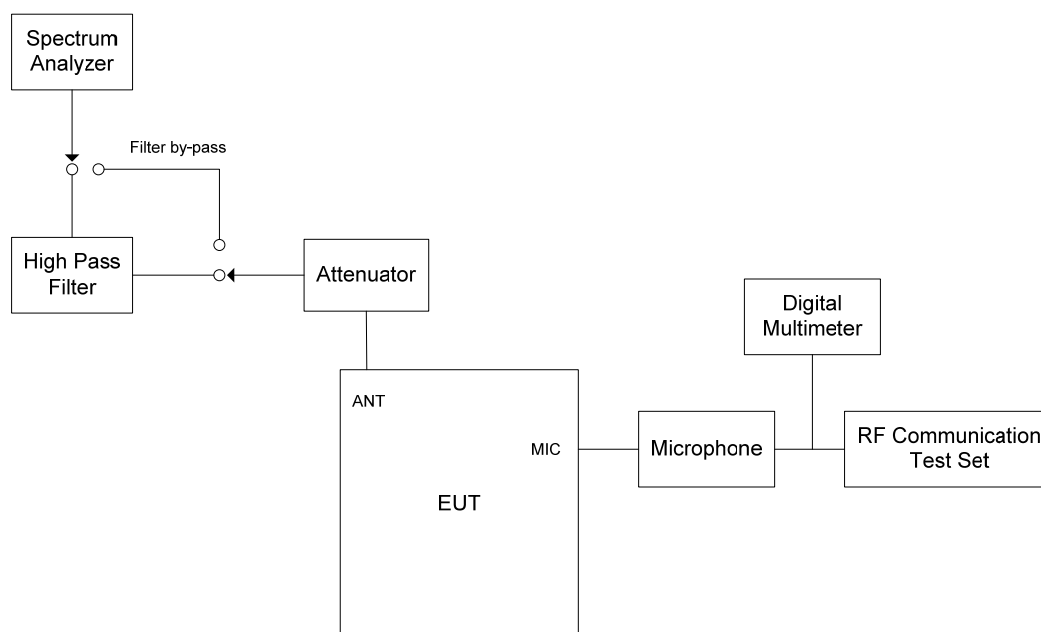 Spectrum
Analyzer
Filter by-pass
High Pass
Filter
Attenuator
Digital
Multimeter
ANT
MIC
Microphone
RF Communication
Test Set
EUT